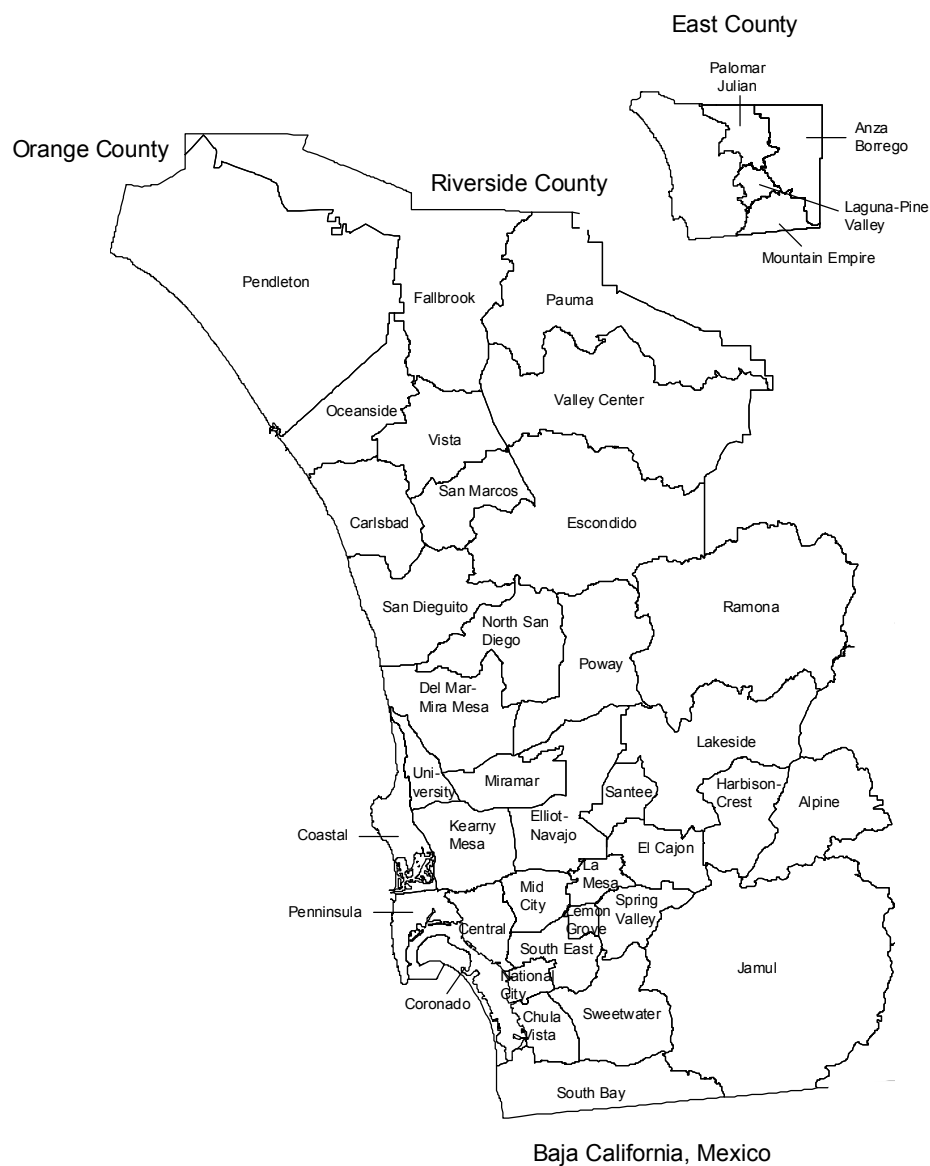 East County
Palomar
Julian
Anza
Borrego
Laguna-Pine
Valley
Mountain Empire
Orange County
Riverside County
Pendleton
Fallbrook
Pauma
Oceanside
Valley Center
Vista
San Marcos
Carlsbad
Escondido
San Dieguito
North San
Diego
Ramona
Poway
Del Mar-
Mira Mesa
Lakeside
Uni-
versity
Miramar
Santee
Harbison-
Crest
Alpine
Coastal
Kearny
Mesa
Elliot-
Navajo
El Cajon
La
Mesa
Mid
City
Spring
Valley
Penninsula
Central
Lemon
Grove
South East
Jamul
National
City
Coronado
Chula
Vista
Sweetwater
South Bay
Baja California, Mexico